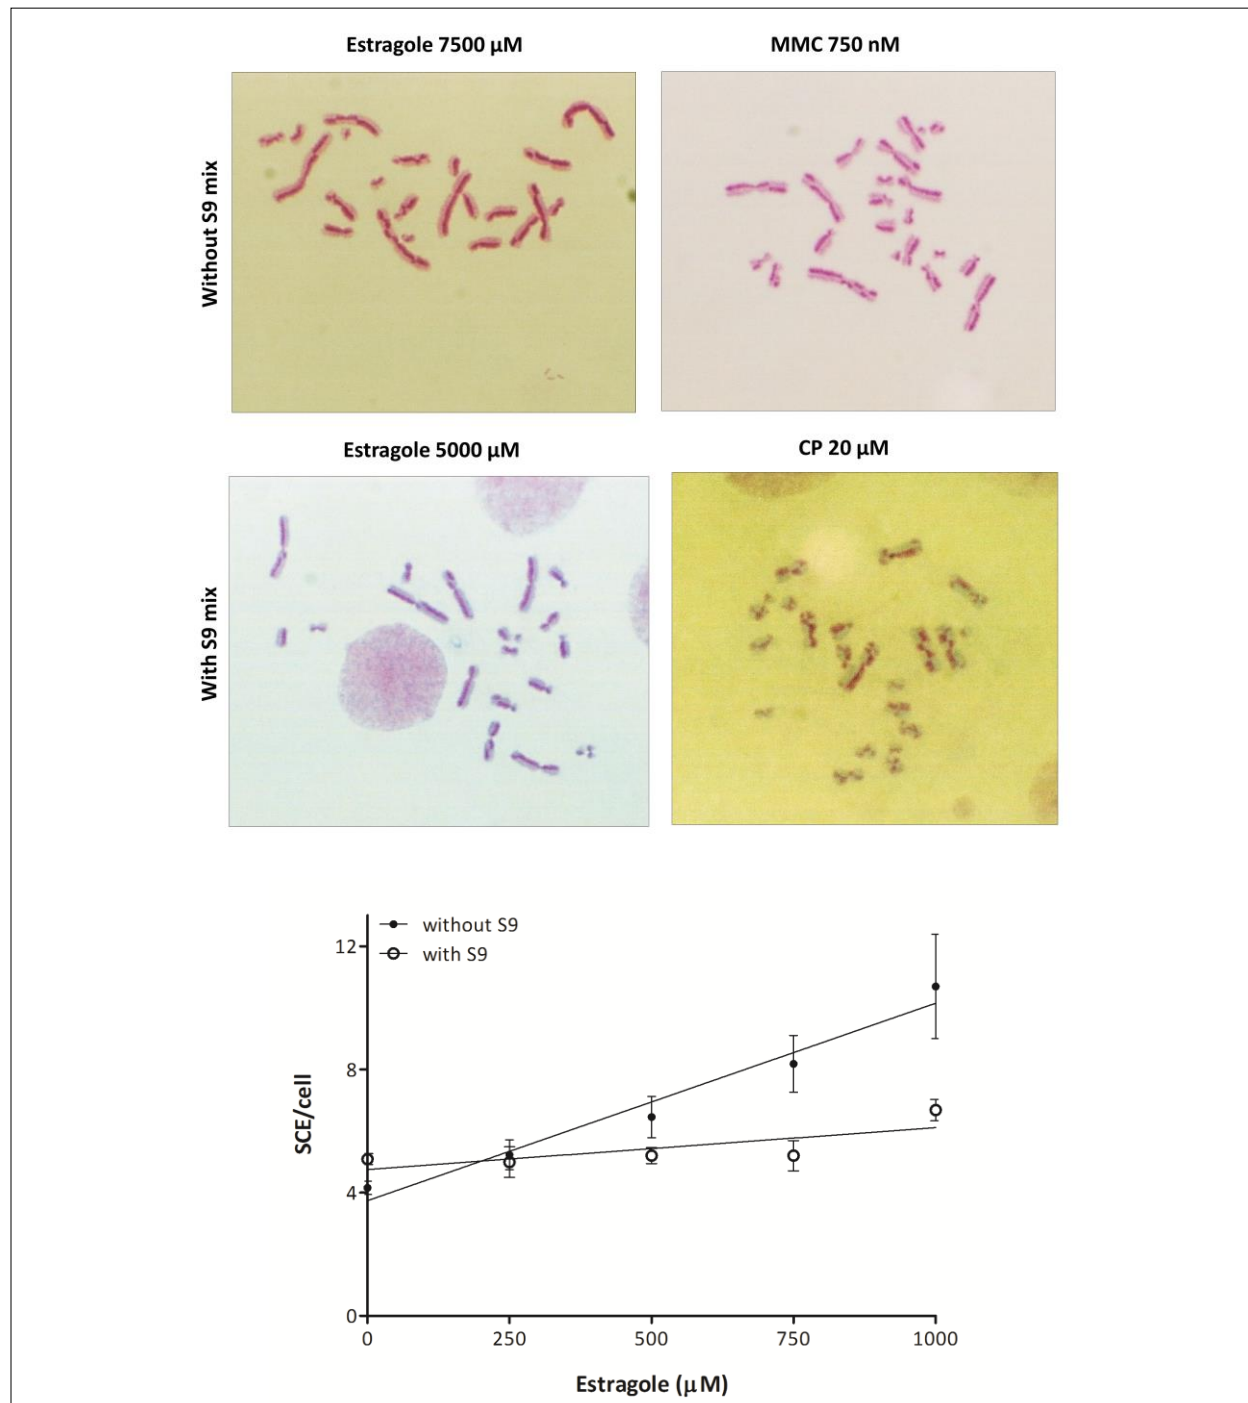 Estragole 7500 µM
MMC 750 nM
Without S9 mix
Estragole 5000 µM
CP 20 µM
With S9 mix
without S9
with S9
12
8
4
0
SCE/cell
0 250 500 750 1000
Estragole (µM)